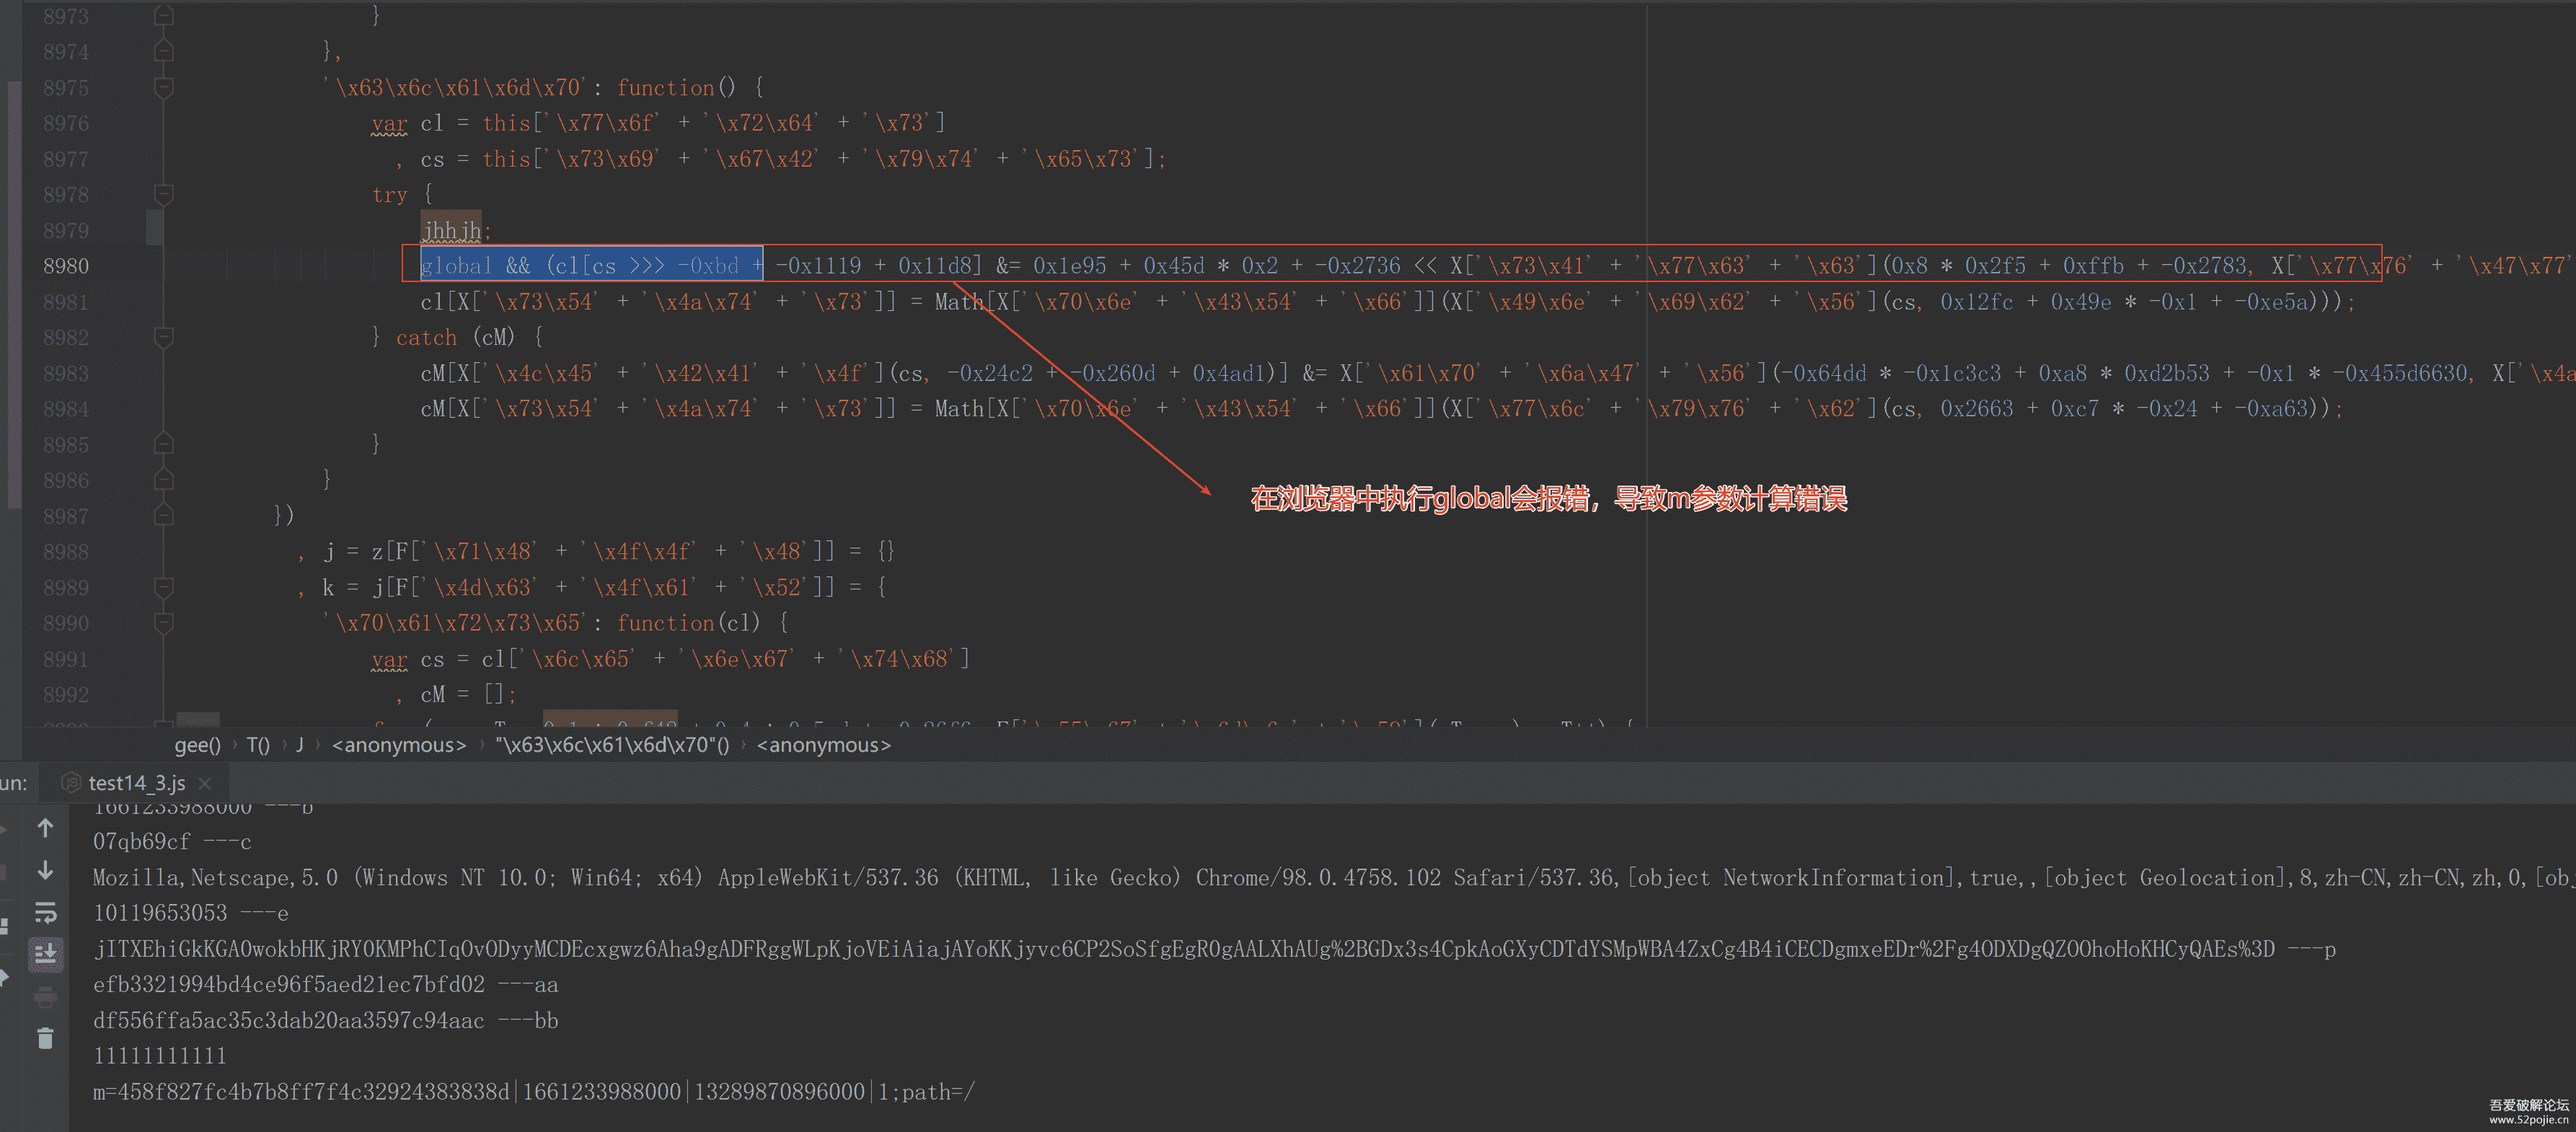 8973 }
8974 },
8975 '\x63\x6c\x61\x6d\x70': function() {
8976 var cl = this['\x77\x6f' + '\x72\x64' + '\x73']
8977 , cs = this['\x73\x69' + '\x67\x42' + '\x79\x74' + '\x65\x73'];
8978 try {
8979 jhhjh;
8980 global && (cl[cs >>> -0xbd + -0x1119 + 0x11d8] &= 0x1e95 + 0x45d * 0x2 + -0x2736 << X['\x73\x41' + '\x77\x63' + '\x63'](0x8 * 0x2f5 + 0xffb + -0x2783, X['\x77\x76' + '\x47\x77'
8981 cl[X['\x73\x54' + '\x4a\x74' + '\x73']] = Math[X['\x70\x6e' + '\x43\x54' + '\x66']](X['\x49\x6e' + '\x69\x62' + '\x56'](cs, 0x12fc + 0x49e * -0x1 + -0xe5a)));
8982 } catch (cM) {
8983 cM[X['\x4c\x45' + '\x42\x41' + '\x4f'](cs, -0x24c2 + -0x260d + 0x4ad1)] &= X['\x61\x70' + '\x6a\x47' + '\x56'](-0x64dd * -0x1c3c3 + 0xa8 * 0xd2b53 + -0x1 * -0x455d6630, X['\x4a
8984 cM[X['\x73\x54' + '\x4a\x74' + '\x73']] = Math[X['\x70\x6e' + '\x43\x54' + '\x66']](X['\x77\x6c' + '\x79\x76' + '\x62'](cs, 0x2663 + 0xc7 * -0x24 + -0xa63));
8985 }
8986 }
在浏览器中执行global会报错，导致m参数计算错误
8987 })
8988 , j = z[F['\x71\x48' + '\x4f\x4f' + '\x48']] = {}
8989 , k = j[F['\x4d\x63' + '\x4f\x61' + '\x52']] = {
8990 '\x70\x61\x72\x73\x65': function(cl) {
8991 var cs = cl['\x6c\x65' + '\x6e\x67' + '\x74\x68']
8992 , cM = [];
gee() › T() › J › <anonymous> › "\x63\x6c\x61\x6d\x70"() › <anonymous>
un: test14_3.js ×
1661233988000 ---b
07qb69cf ---c
Mozilla,Netscape,5.0 (Windows NT 10.0; Win64; x64) AppleWebKit/537.36 (KHTML, like Gecko) Chrome/98.0.4758.102 Safari/537.36,[object NetworkInformation],true,,[object Geolocation],8,zh-CN,zh-CN,zh,0,[obj
10119653053 ---e
jITXEhiGkKGA0wokbHKjRY0KMPhCIqOvODyyMCDEcxgwz6Aha9gADFRggWLpKjoVEiAiajAYoKKjyvc6CP2SoSfgEgR0gAALXhAUg%2BGDx3s4CpkAoGXyCDTdYSMpWBA4ZxCg4B4iCECDgmxeEDr%2Fg4ODXDgQZOOhoHoKHCyQAEs%3D ---p
efb3321994bd4ce96f5aed21ec7bfd02 ---aa
df556ffa5ac35c3dab20aa3597c94aac ---bb
11111111111
m=458f827fc4b7b8ff7f4c32924383838d|1661233988000|13289870896000|1;path=/
吾爱破解论坛
www.52pojie.cn